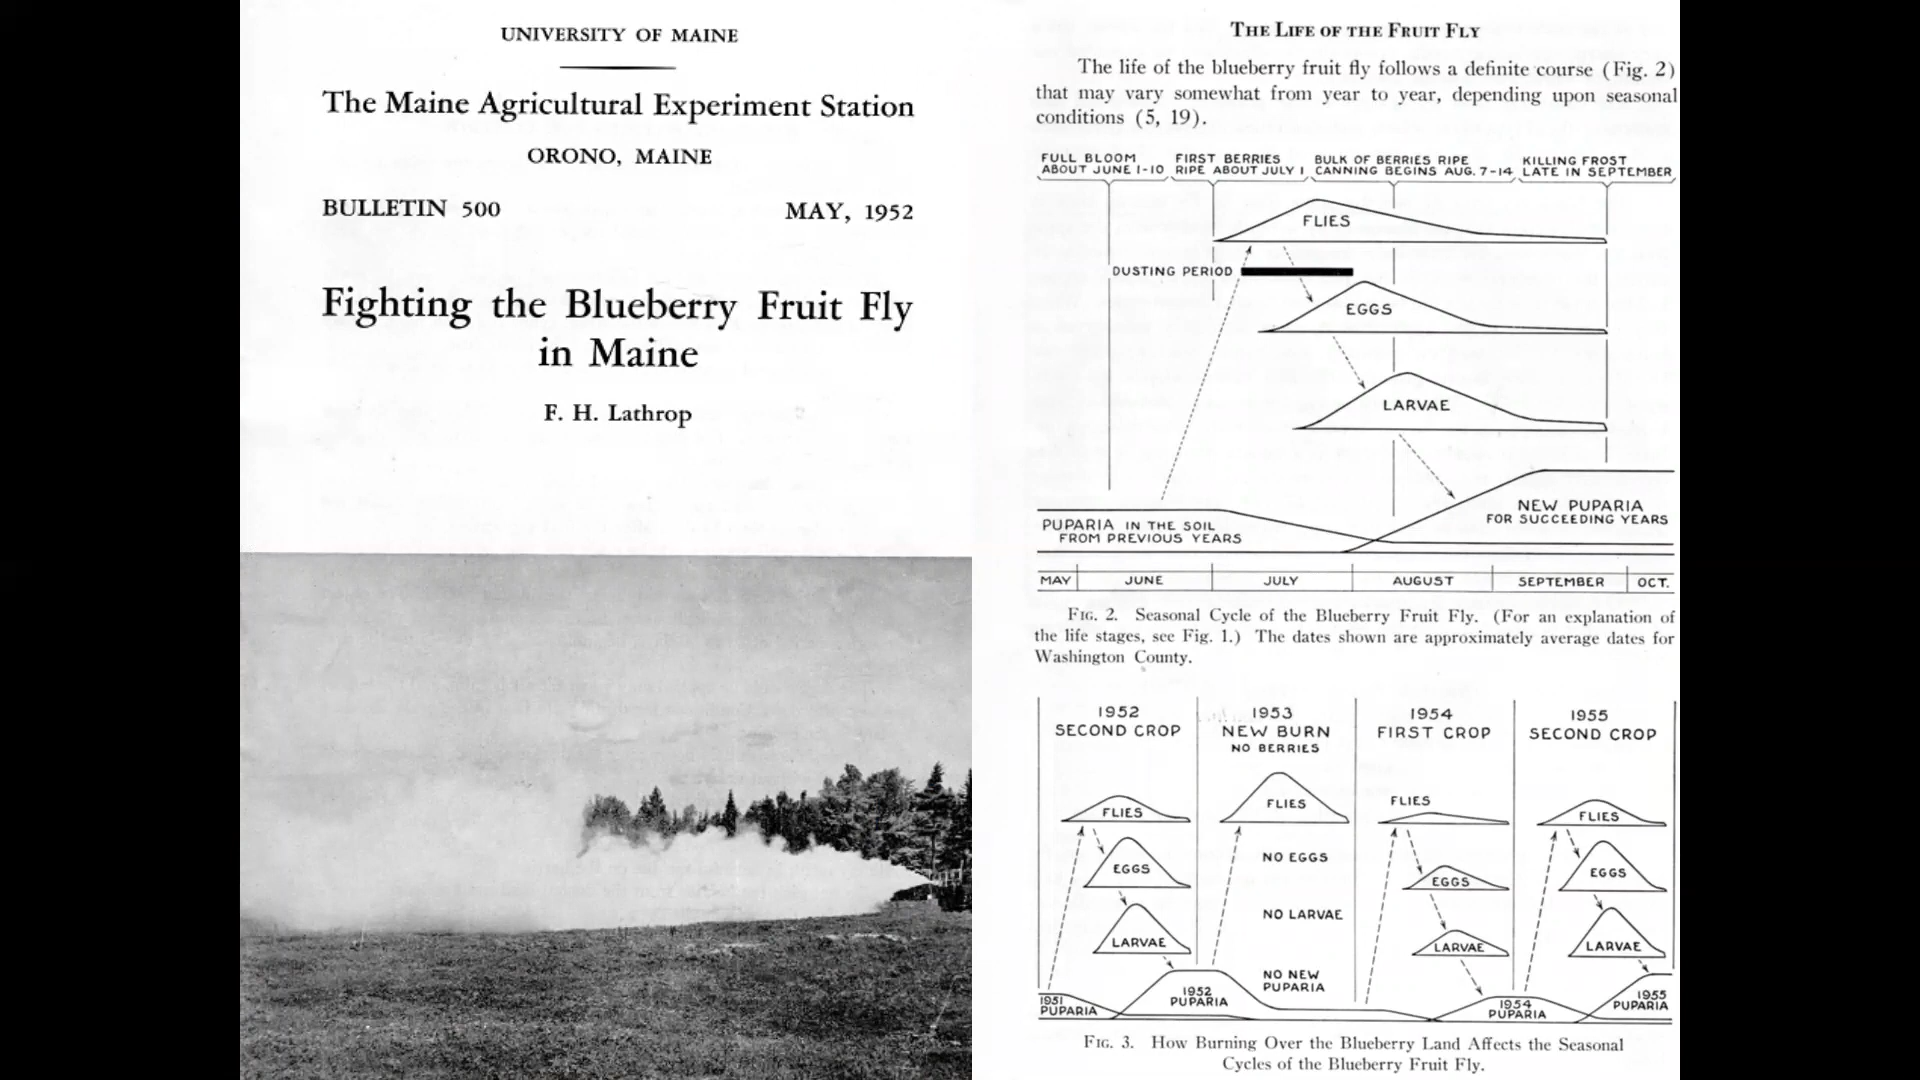 UNIVERSITY OF MAINE
The Maine Agricultural Experiment Station
ORONO, MAINE
BULLETIN 500 MAY, 1952
Fighting the Blueberry Fruit Fly
in Maine
F. H. Lathrop
THE LIFE OF THE FRUIT FLY
The life of the blueberry fruit fly follows a definite course (Fig. 2)
that may vary somewhat from year to year, depending upon seasonal
conditions (5, 19).
FULL BLOOM
ABOUT JUNE 1-10
FIRST BERRIES
RIPE ABOUT JULY 1
BULK OF BERRIES RIPE
CANNING BEGINS AUG. 7-14
KILLING FROST
LATE IN SEPTEMBER
FLIES
DUSTING PERIOD
EGGS
LARVAE
NEW PUPARIA
FOR SUCCEEDING YEARS
PUPARIA IN THE SOIL
FROM PREVIOUS YEARS
MAY JUNE JULY AUGUST SEPTEMBER OCT.
FIG. 2. Seasonal Cycle of the Blueberry Fruit Fly. (For an explanation of
the life stages, see Fig. 1.) The dates shown are approximately average dates for
Washington County.
1952
SECOND CROP
FLIES
EGGS
LARVAE
1951
PUPARIA
1952
PUPARIA
1953
NEW BURN
NO BERRIES
FLIES
NO EGGS
NO LARVAE
NO NEW
PUPARIA
1954
FIRST CROP
FLIES
EGGS
LARVAE
1954
PUPARIA
1955
SECOND CROP
FLIES
EGGS
LARVAE
1955
PUPARIA
FIG. 3. How Burning Over the Blueberry Land Affects the Seasonal
Cycles of the Blueberry Fruit Fly.